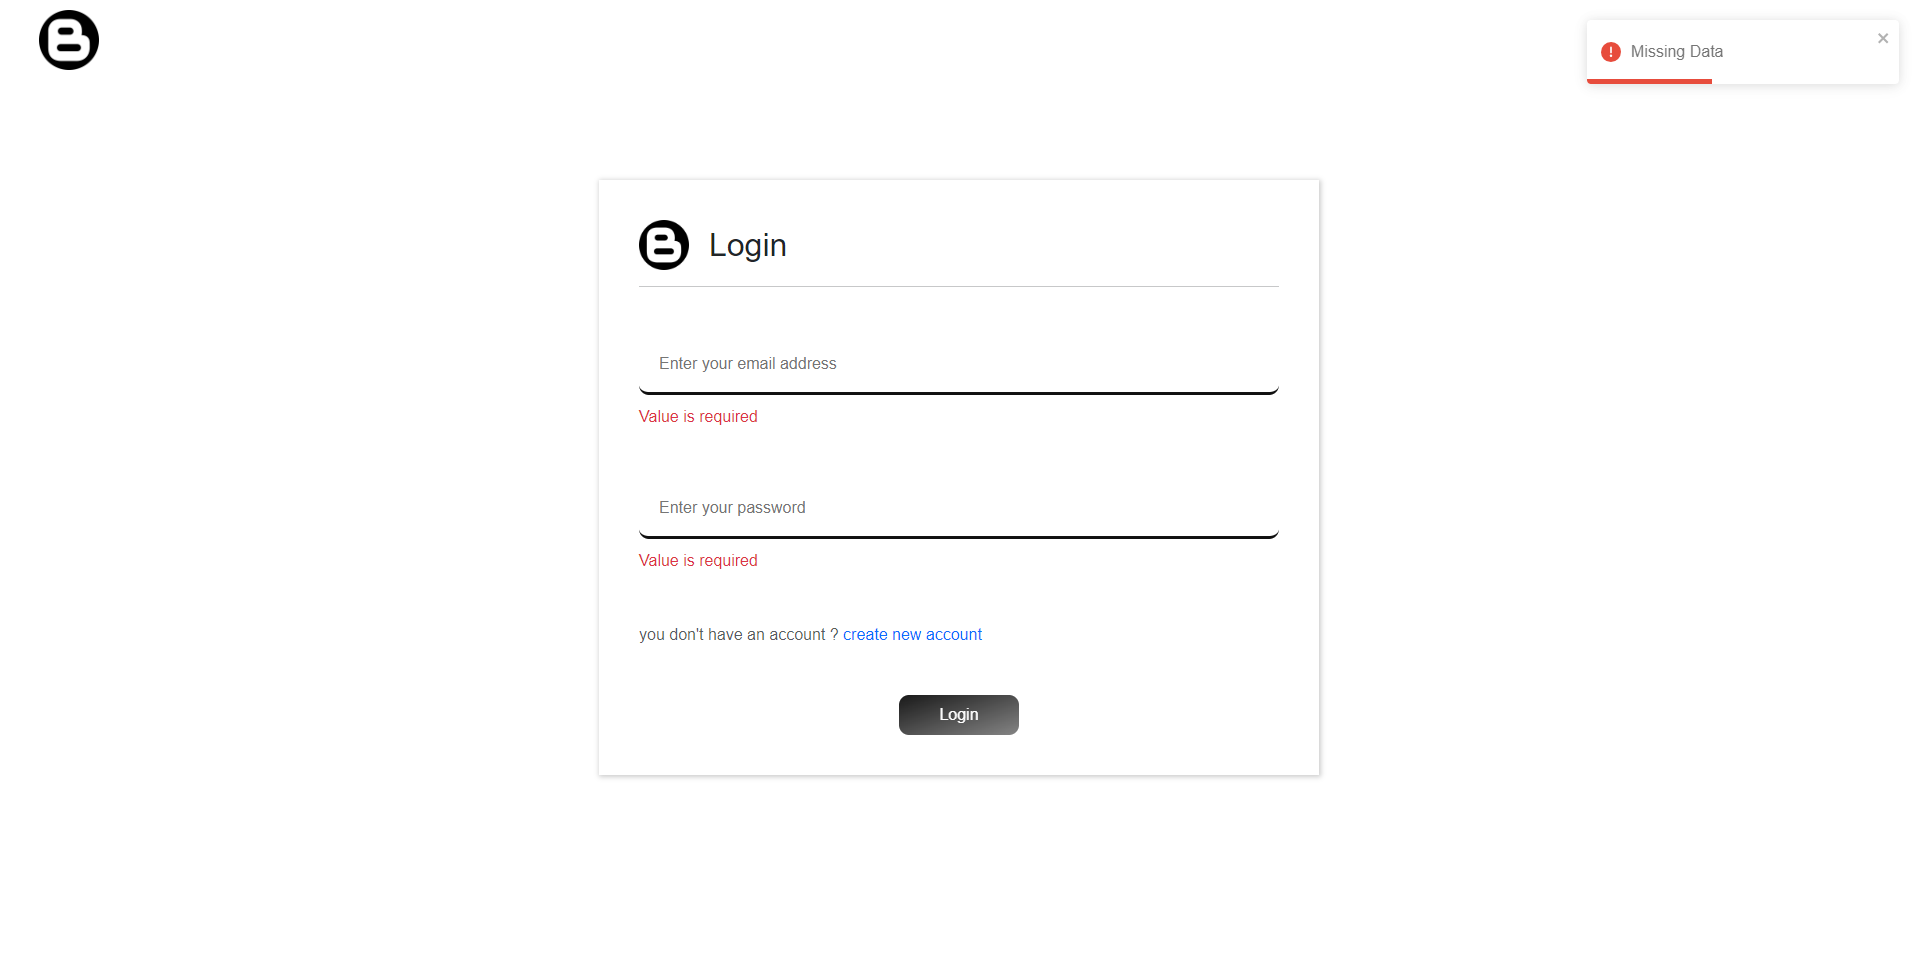 Missing Data
Login
Enter your email address
Value is required
Enter your password
Value is required
you don't have an account ? create new account
Login